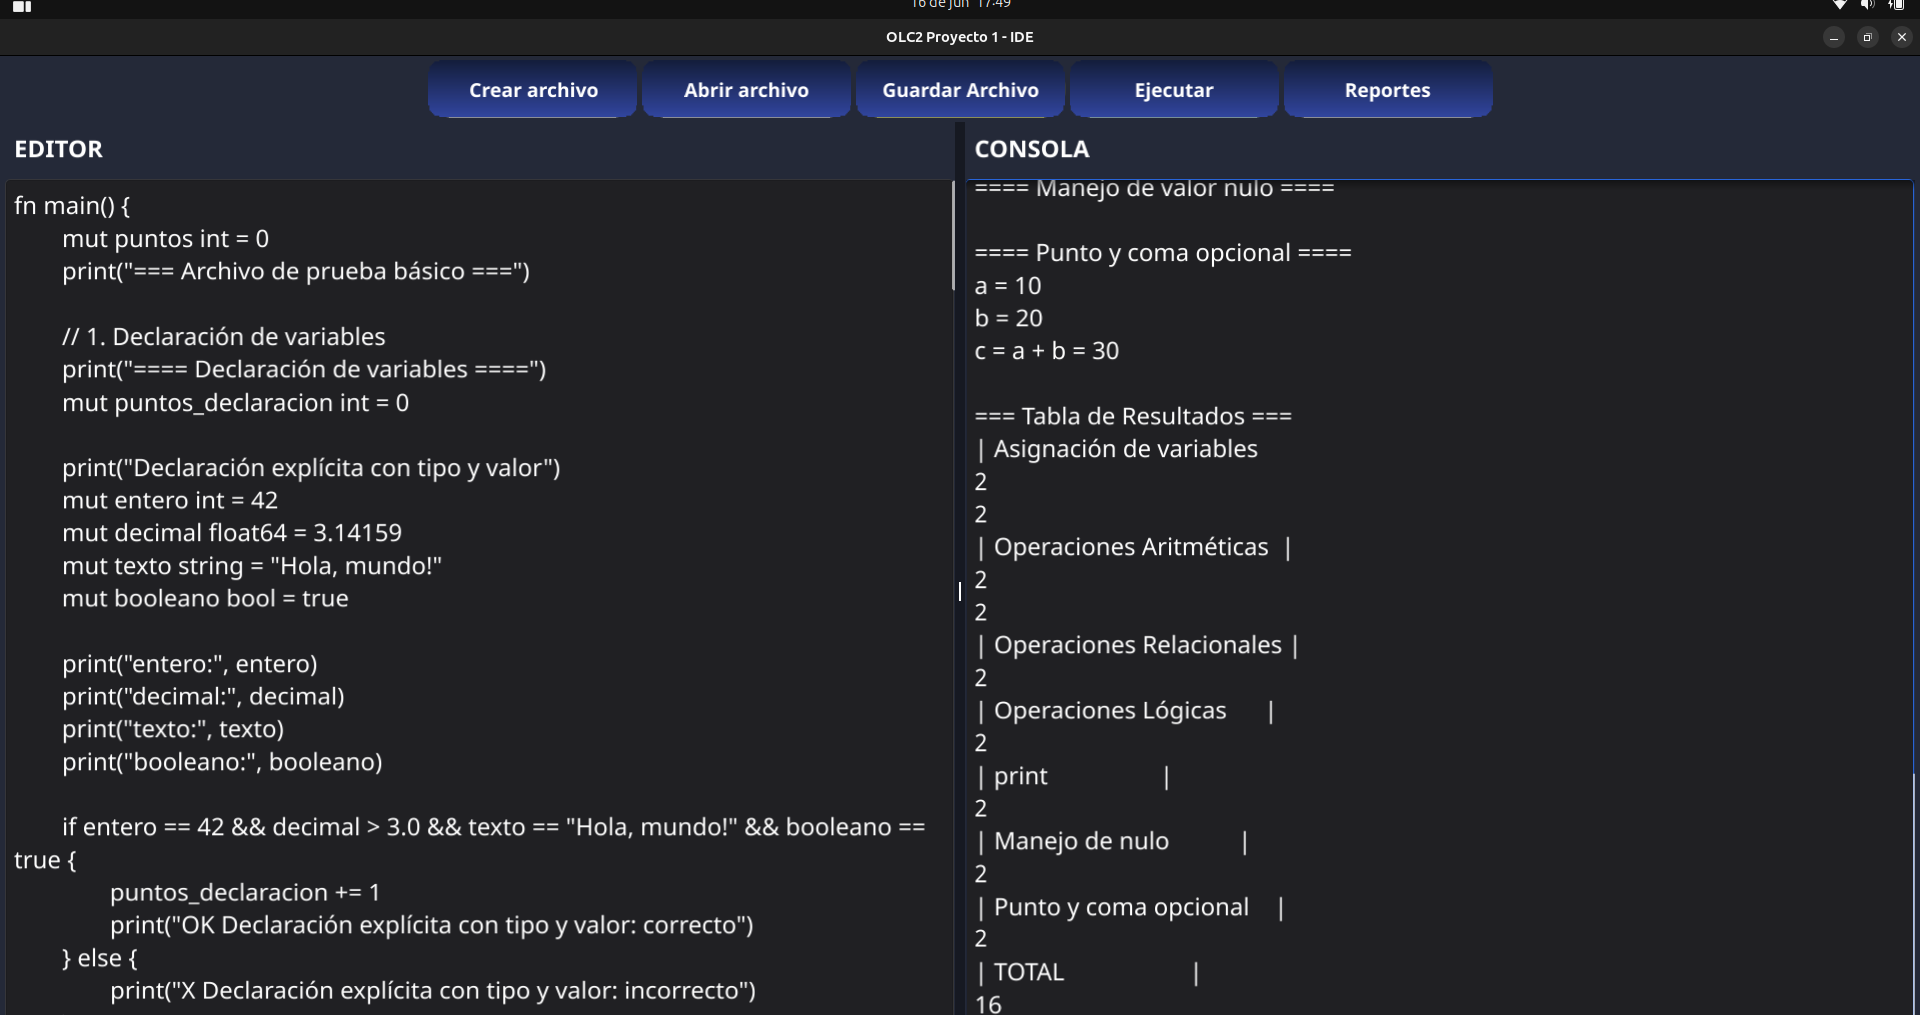 16 de jun 17:49
OLC2 Proyecto 1 - IDE
Crear archivo
Abrir archivo
Guardar Archivo
Ejecutar
Reportes
EDITOR
fn main() {
mut puntos int = 0
print("=== Archivo de prueba básico ===")
// 1. Declaración de variables
print("==== Declaración de variables ====")
mut puntos_declaracion int = 0
print("Declaración explícita con tipo y valor")
mut entero int = 42
mut decimal float64 = 3.14159
mut texto string = "Hola, mundo!"
mut booleano bool = true
print("entero:", entero)
print("decimal:", decimal)
print("texto:", texto)
print("booleano:", booleano)
if entero == 42 && decimal > 3.0 && texto == "Hola, mundo!" && booleano ==
true {
puntos_declaracion += 1
print("OK Declaración explícita con tipo y valor: correcto")
} else {
print("X Declaración explícita con tipo y valor: incorrecto")
CONSOLA
==== Manejo de valor nulo ====
==== Punto y coma opcional ====
a = 10
b = 20
c = a + b = 30
=== Tabla de Resultados ===
| Asignación de variables
2
2
| Operaciones Aritméticas |
2
2
| Operaciones Relacionales |
2
| Operaciones Lógicas |
2
| print |
2
| Manejo de nulo |
2
| Punto y coma opcional |
2
| TOTAL |
16